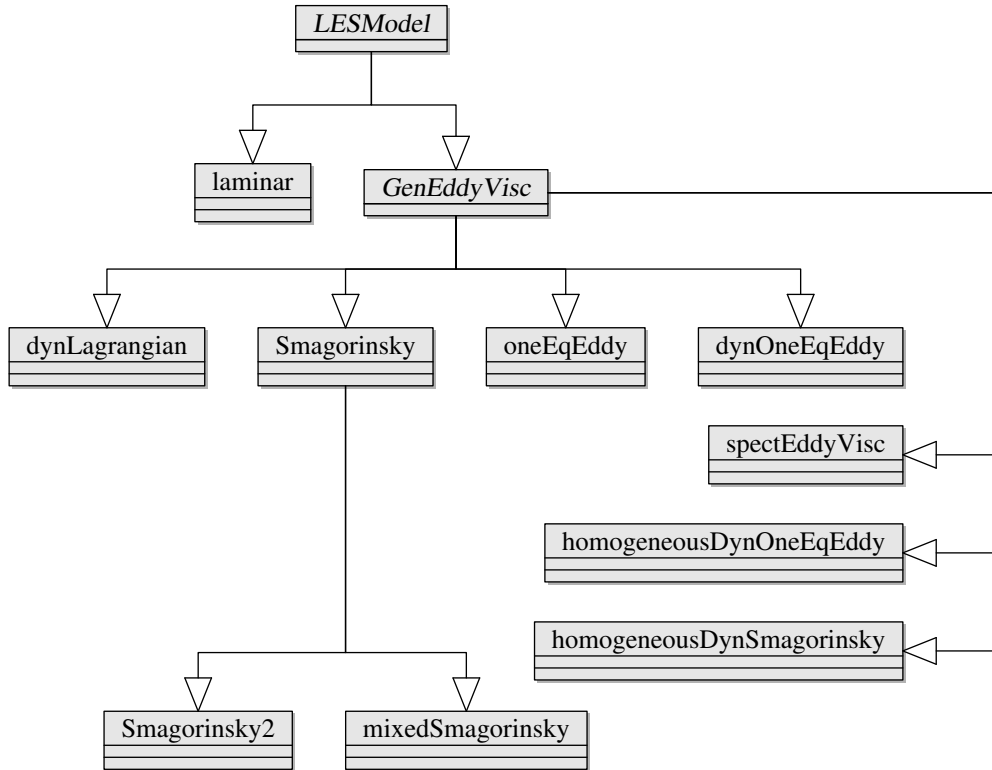 LESModel
laminar
GenEddyVisc
dynLagrangian
Smagorinsky
oneEqEddy
dynOneEqEddy
spectEddyVisc
homogeneousDynOneEqEddy
homogeneousDynSmagorinsky
Smagorinsky2
mixedSmagorinsky